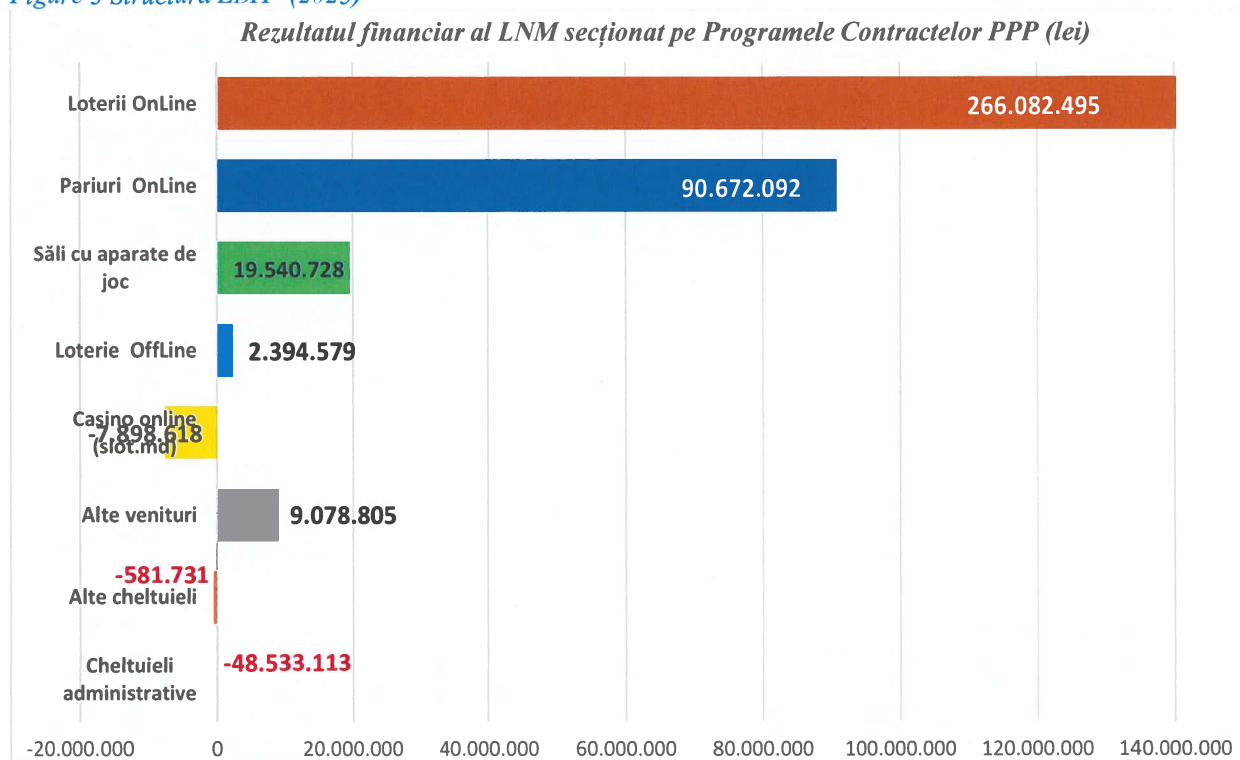 Rezultatul financiar al LNM secționat pe Programele Contractelor PPP (lei)
Loterii OnLine
266.082.495
Pariuri OnLine
90.672.092
Săli cu aparate de
joc
19.540.728
Loterie OffLine
2.394.579
Casino online
(slot.md)
-7.898.618
Alte venituri
9.078.805
-581.731
Alte cheltuieli
Cheltuieli
administrative
-48.533.113
-20.000.000 0 20.000.000 40.000.000 60.000.000 80.000.000 100.000.000 120.000.000 140.000.000